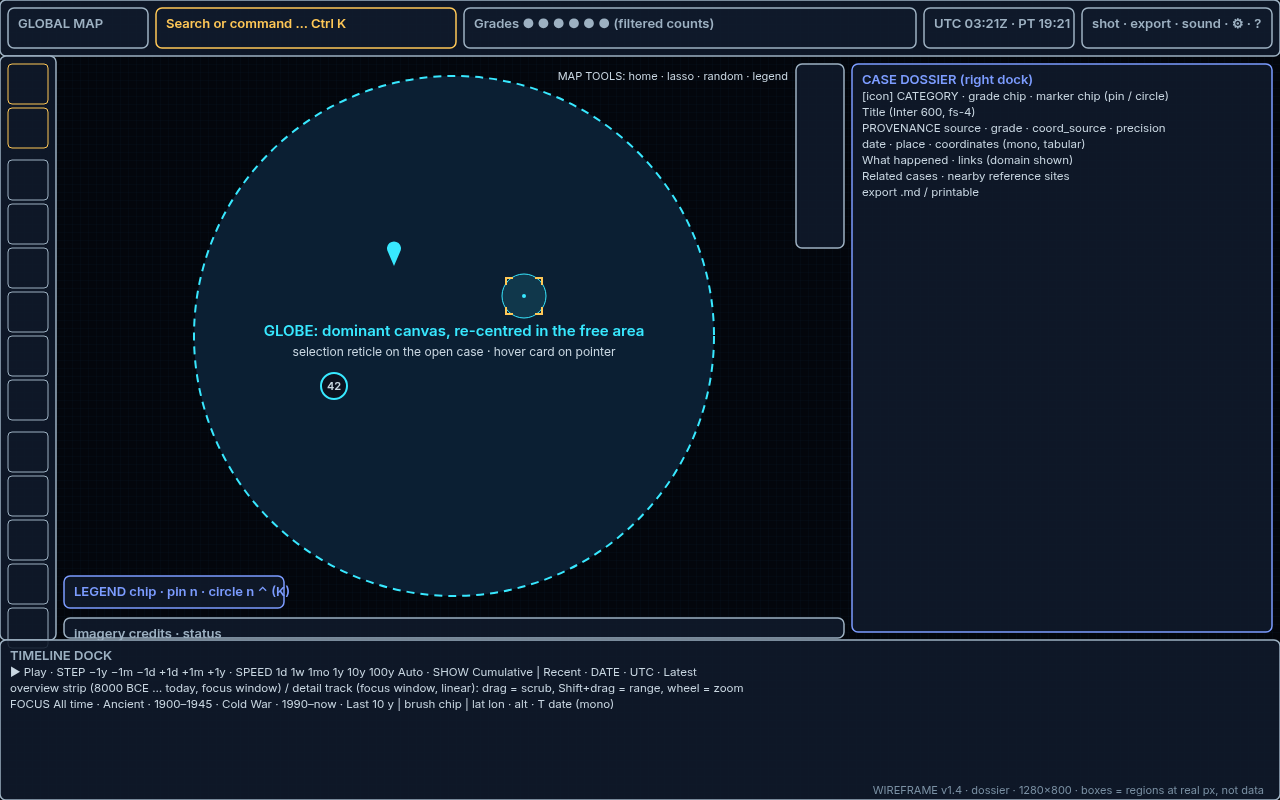 GLOBAL MAP
Search or command ... Ctrl K
Grades ● ● ● ● ● ● (filtered counts)
UTC 03:21Z · PT 19:21
shot · export · sound · ⚙ · ?
MAP TOOLS: home · lasso · random · legend
CASE DOSSIER (right dock)
[icon] CATEGORY · grade chip · marker chip (pin / circle)
Title (Inter 600, fs-4)
PROVENANCE source · grade · coord_source · precision
date · place · coordinates (mono, tabular)
What happened · links (domain shown)
Related cases · nearby reference sites
export .md / printable
GLOBE: dominant canvas, re-centred in the free area
selection reticle on the open case · hover card on pointer
42
LEGEND chip · pin n · circle n ^ (K)
imagery credits · status
TIMELINE DOCK
▶ Play · STEP −1y −1m −1d +1d +1m +1y · SPEED 1d 1w 1mo 1y 10y 100y Auto · SHOW Cumulative | Recent · DATE · UTC · Latest
overview strip (8000 BCE ... today, focus window) / detail track (focus window, linear): drag = scrub, Shift+drag = range, wheel = zoom
FOCUS All time · Ancient · 1900–1945 · Cold War · 1990–now · Last 10 y | brush chip | lat lon · alt · T date (mono)
WIREFRAME v1.4 · dossier · 1280×800 · boxes = regions at real px, not data